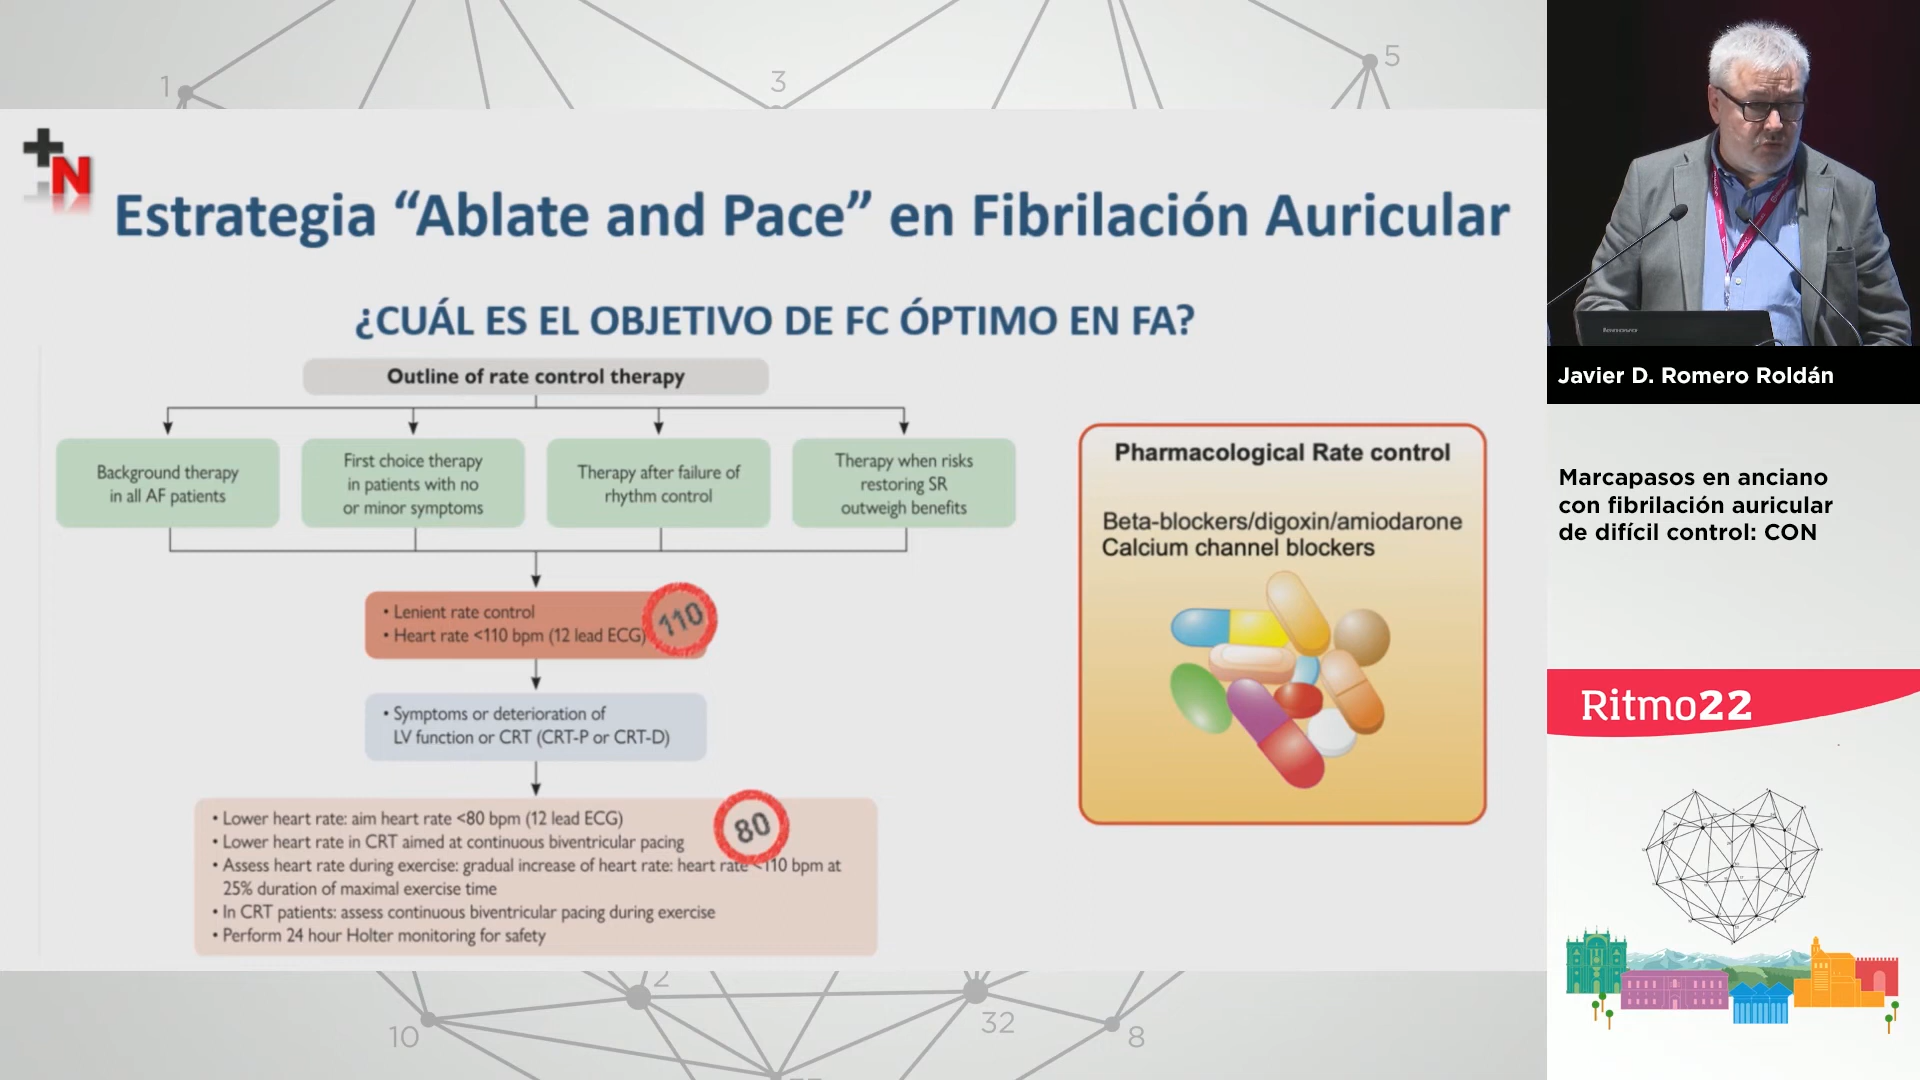 1
3
5
N
Estrategia “Ablate and Pace” en Fibrilación Auricular
¿CUÁL ES EL OBJETIVO DE FC ÓPTIMO EN FA?
Outline of rate control therapy
Background therapy
in all AF patients
First choice therapy
in patients with no
or minor symptoms
Therapy after failure of
rhythm control
Therapy when risks
restoring SR
outweigh benefits
• Lenient rate control
• Heart rate <110 bpm (12 lead ECG)
110
• Symptoms or deterioration of
LV function or CRT (CRT-P or CRT-D)
• Lower heart rate: aim heart rate <80 bpm (12 lead ECG)
80
• Lower heart rate in CRT aimed at continuous biventricular pacing
• Assess heart rate during exercise: gradual increase of heart rate: heart rate <110 bpm at
25% duration of maximal exercise time
• In CRT patients: assess continuous biventricular pacing during exercise
• Perform 24 hour Holter monitoring for safety
Pharmacological Rate control
Beta-blockers/digoxin/amiodarone
Calcium channel blockers
10
32
8
lenovo
Javier D. Romero Roldán
Marcapasos en anciano
con fibrilación auricular
de difícil control: CON
Ritmo22